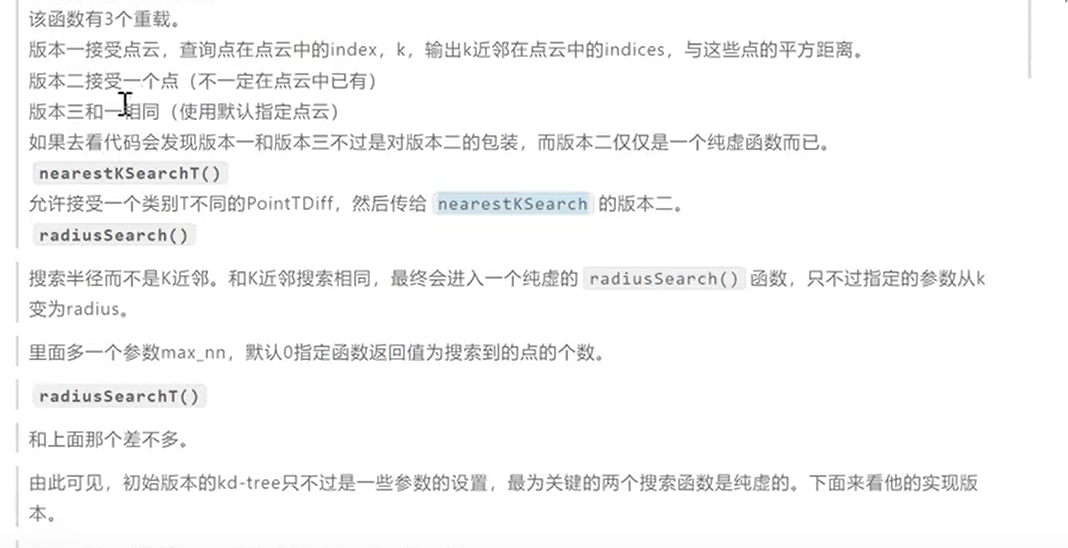 该函数有3个重载。
版本一接受点云，查询点在点云中的index，k，输出k近邻在点云中的indices，与这些点的平方距离。
版本二接受一个点（不一定在点云中已有）
版本三和一相同（使用默认指定点云）
如果去看代码会发现版本一和版本三不过是对版本二的包装，而版本二仅仅是一个纯虚函数而已。
nearestKSearchT()
允许接受一个类别T不同的PointTDiff，然后传给 nearestKSearch 的版本二。
radiusSearch()
搜索半径而不是K近邻。和K近邻搜索相同，最终会进入一个纯虚的 radiusSearch() 函数，只不过指定的参数从k
变为radius。
里面多一个参数max_nn，默认0指定函数返回值为搜索到的点的个数。
radiusSearchT()
和上面那个差不多。
由此可见，初始版本的kd-tree只不过是一些参数的设置，最为关键的两个搜索函数是纯虚的。下面来看他的实现版
本。